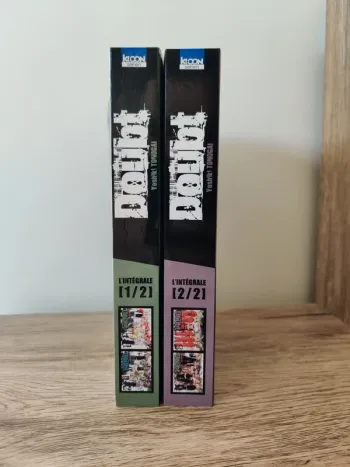 KI-OON
Doubt
Yoshiki TONOGAI
L'INTÉGRALE
[1/2]
KI-OON
Doubt
Yoshiki TONOGAI
L'INTÉGRALE
[2/2]